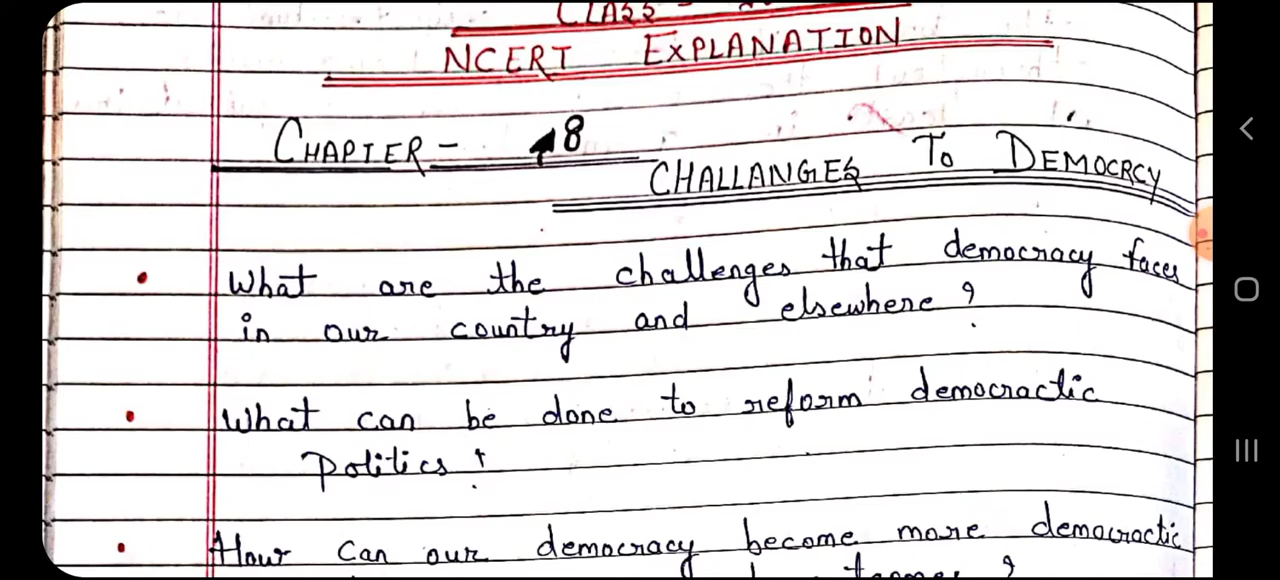 CLASS -
NCERT EXPLANATION
CHAPTER - 8
CHALLANGES TO DEMOCRCY
• What are the challenges that democracy faces
in our country and elsewhere ?
• What can be done to reform democractic
Politics ?
• How can our democracy become more democractic
?